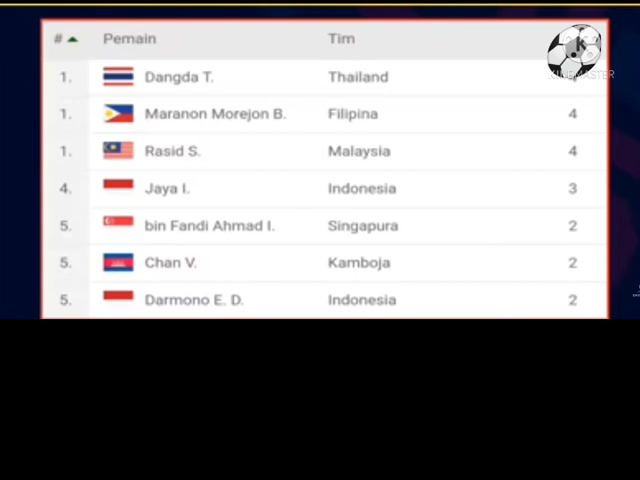 # Pemain Tim
1. Dangda T. Thailand
1. Maranon Morejon B. Filipina 4
1. Rasid S. Malaysia 4
4. Jaya I. Indonesia 3
5. bin Fandi Ahmad I. Singapura 2
5. Chan V. Kamboja 2
5. Darmono E. D. Indonesia 2
K
KINEMASTER